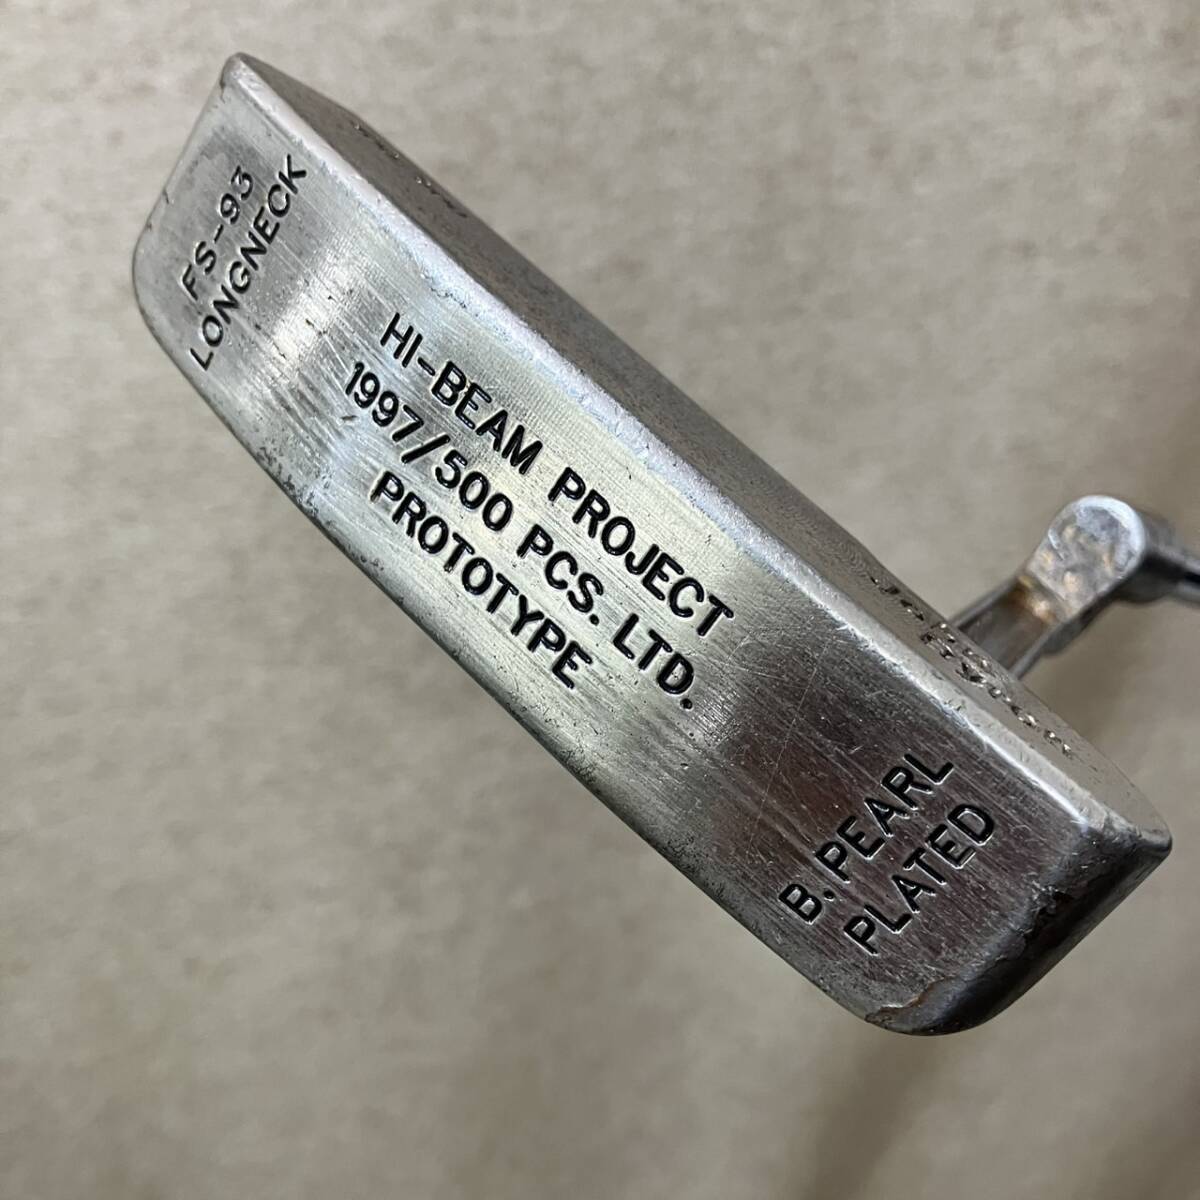 FS-93
LONGNECK
HI-BEAM PROJECT
1997/500 PCS. LTD.
PROTOTYPE
B. PEARL
PLATED